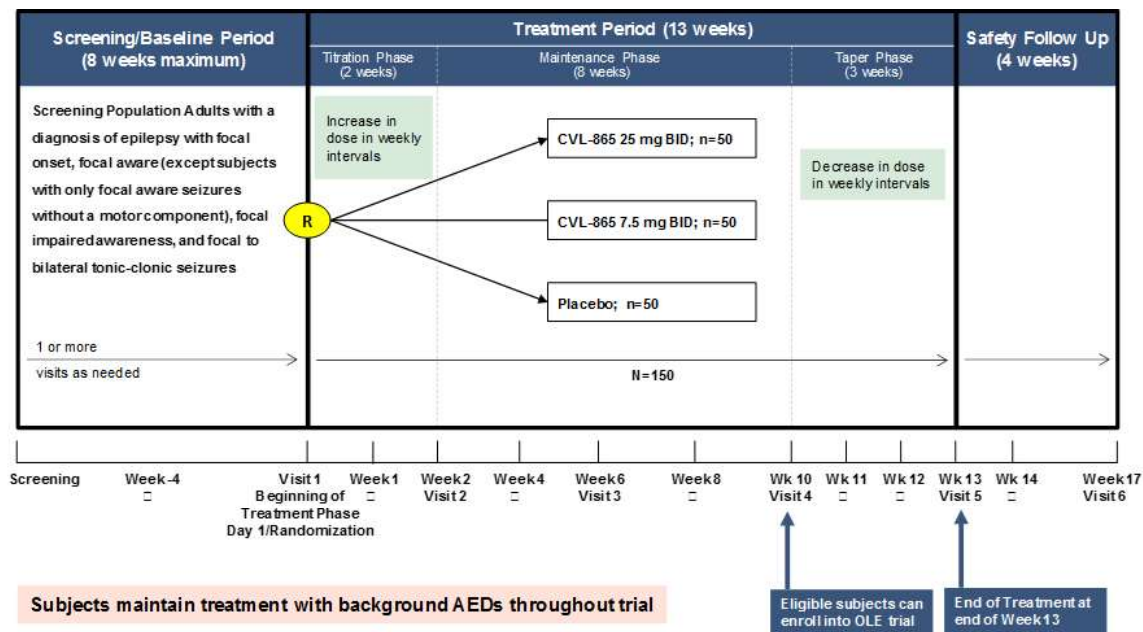 Screening/Baseline Period
(8 weeks maximum)
Treatment Period (13 weeks)
Titration Phase
(2 weeks)
Maintenance Phase
(8 weeks)
Taper Phase
(3 weeks)
Safety Follow Up
(4 weeks)
Screening Population Adults with a
diagnosis of epilepsy with focal
onset, focal aware (except subjects
with only focal aware seizures
without a motor component), focal
impaired awareness, and focal to
bilateral tonic-clonic seizures
1 or more
visits as needed
R
Increase in
dose in weekly
intervals
CVL-865 25 mg BID; n=50
CVL-865 7.5 mg BID; n=50
Placebo; n=50
Decrease in dose
in weekly intervals
N=150
Screening
Week -4
□
Visit 1
Beginning of
Treatment Phase
Day 1/Randomization
Week 1
□
Week 2
Visit 2
Week 4
□
Week 6
Visit 3
Week 8
□
Wk 10
Visit 4
Wk 11
□
Wk 12
□
Wk 13
Visit 5
Wk 14
□
Week 17
Visit 6
Subjects maintain treatment with background AEDs throughout trial
Eligible subjects can
enroll into OLE trial
End of Treatment at
end of Week 13